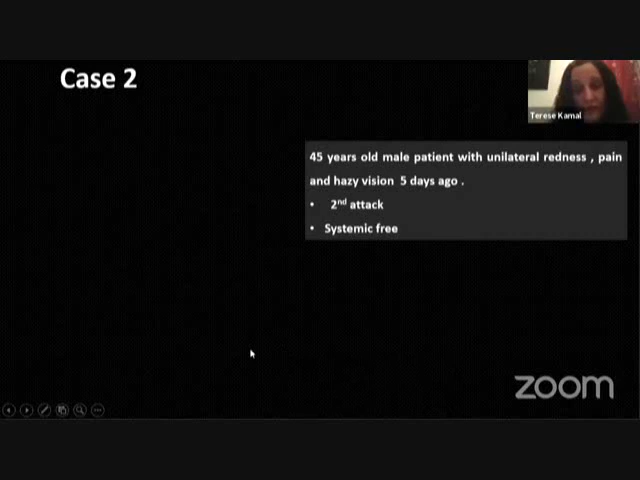 Case 2
Terese Kamal
45 years old male patient with unilateral redness , pain
and hazy vision 5 days ago .
• 2nd attack
• Systemic free
zoom